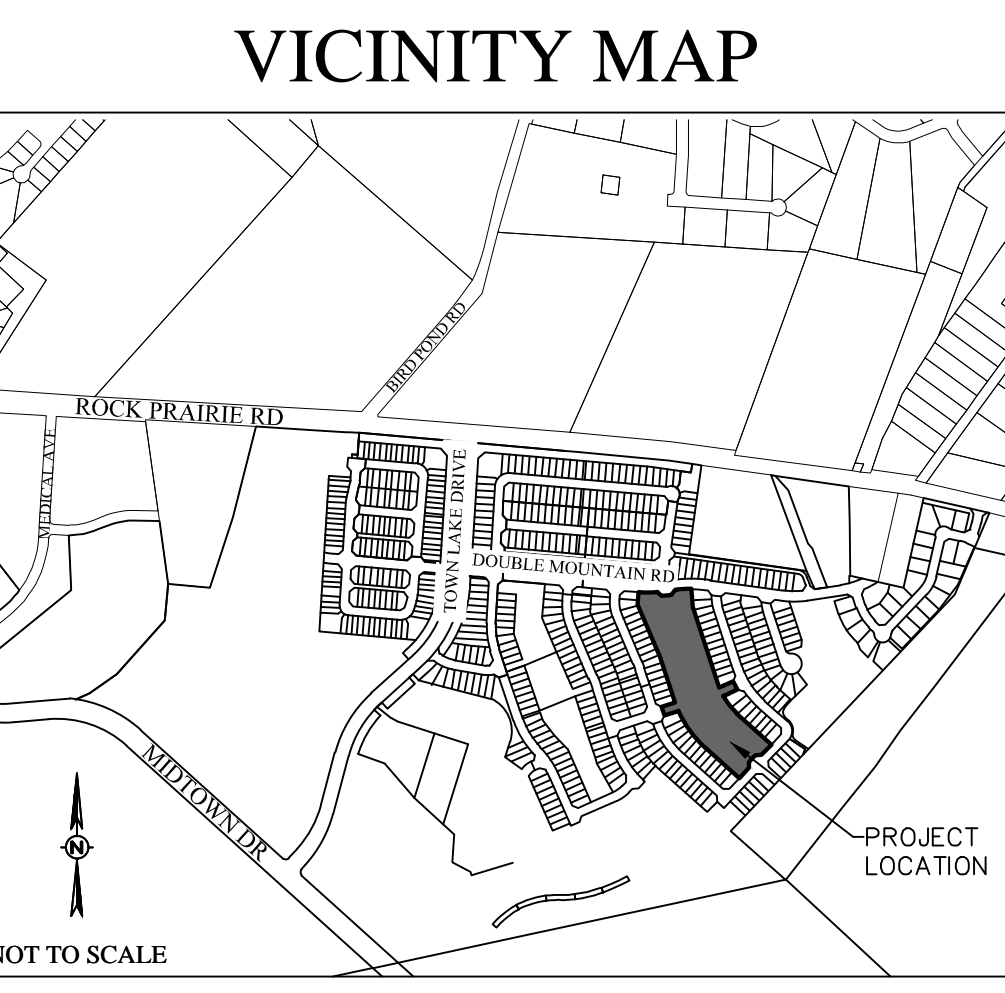 VICINITY MAP
BIRD POND RD
ROCK PRAIRIE RD
MEDICAL AVE
TOWN LAKE DRIVE
DOUBLE MOUNTAIN RD
MIDTOWN DR
PROJECT
LOCATION
N
NOT TO SCALE